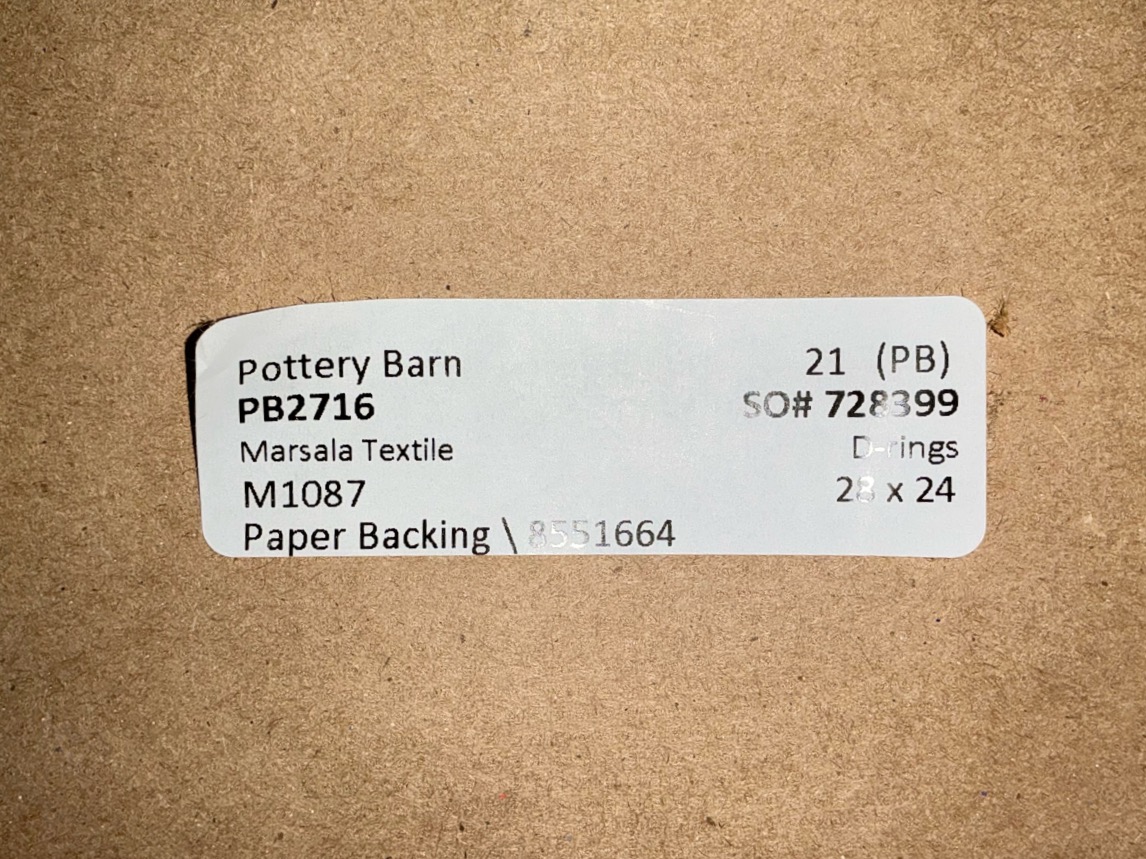 Pottery Barn 21 (PB)
PB2716 SO# 728399
Marsala Textile D-rings
M1087 28 x 24
Paper Backing \ 8551664